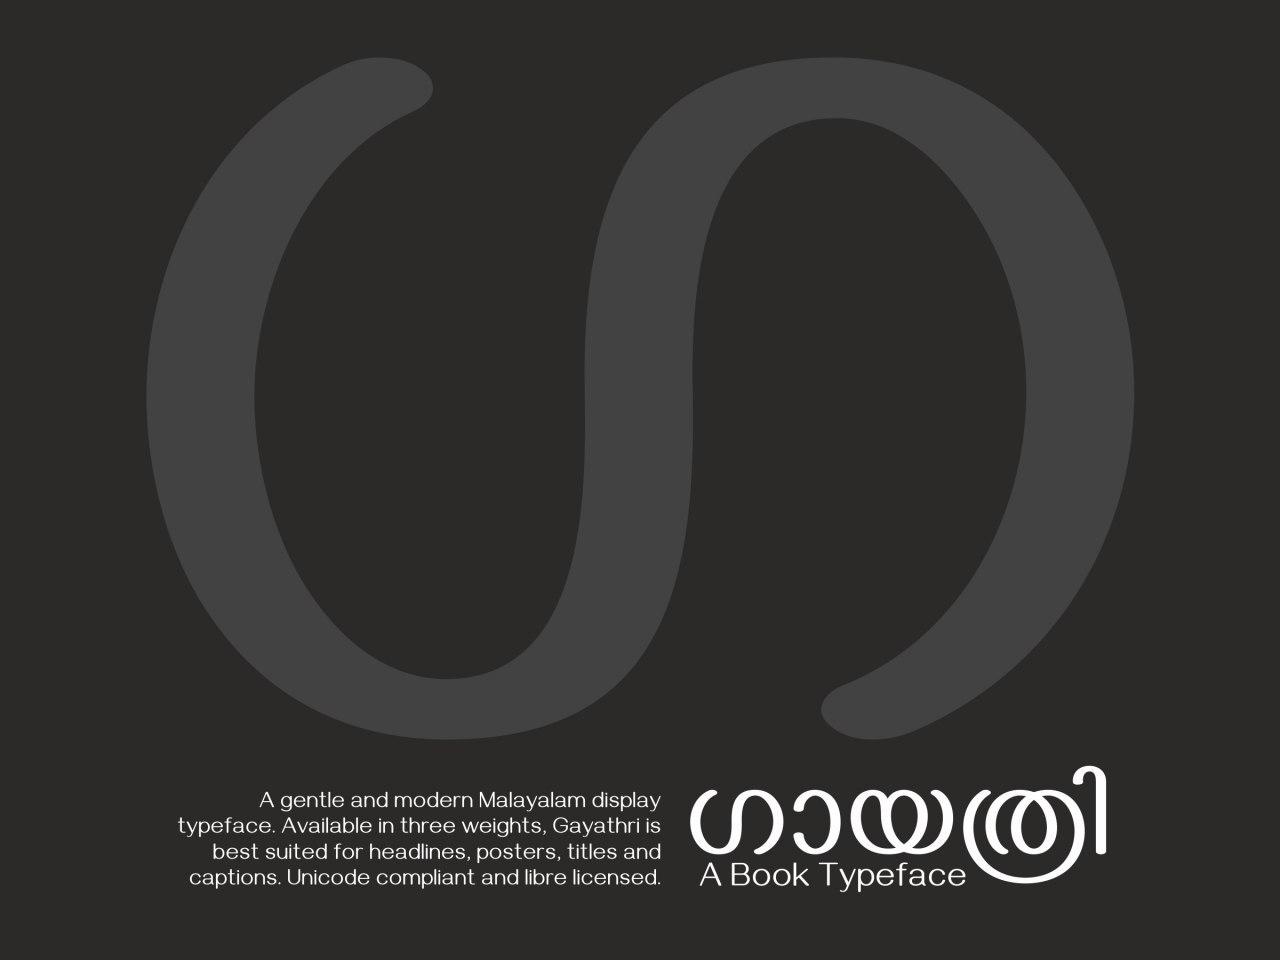 ഗ
A gentle and modern Malayalam display
typeface. Available in three weights, Gayathri is
best suited for headlines, posters, titles and
captions. Unicode compliant and libre licensed.
ഗായത്രി
A Book Typeface